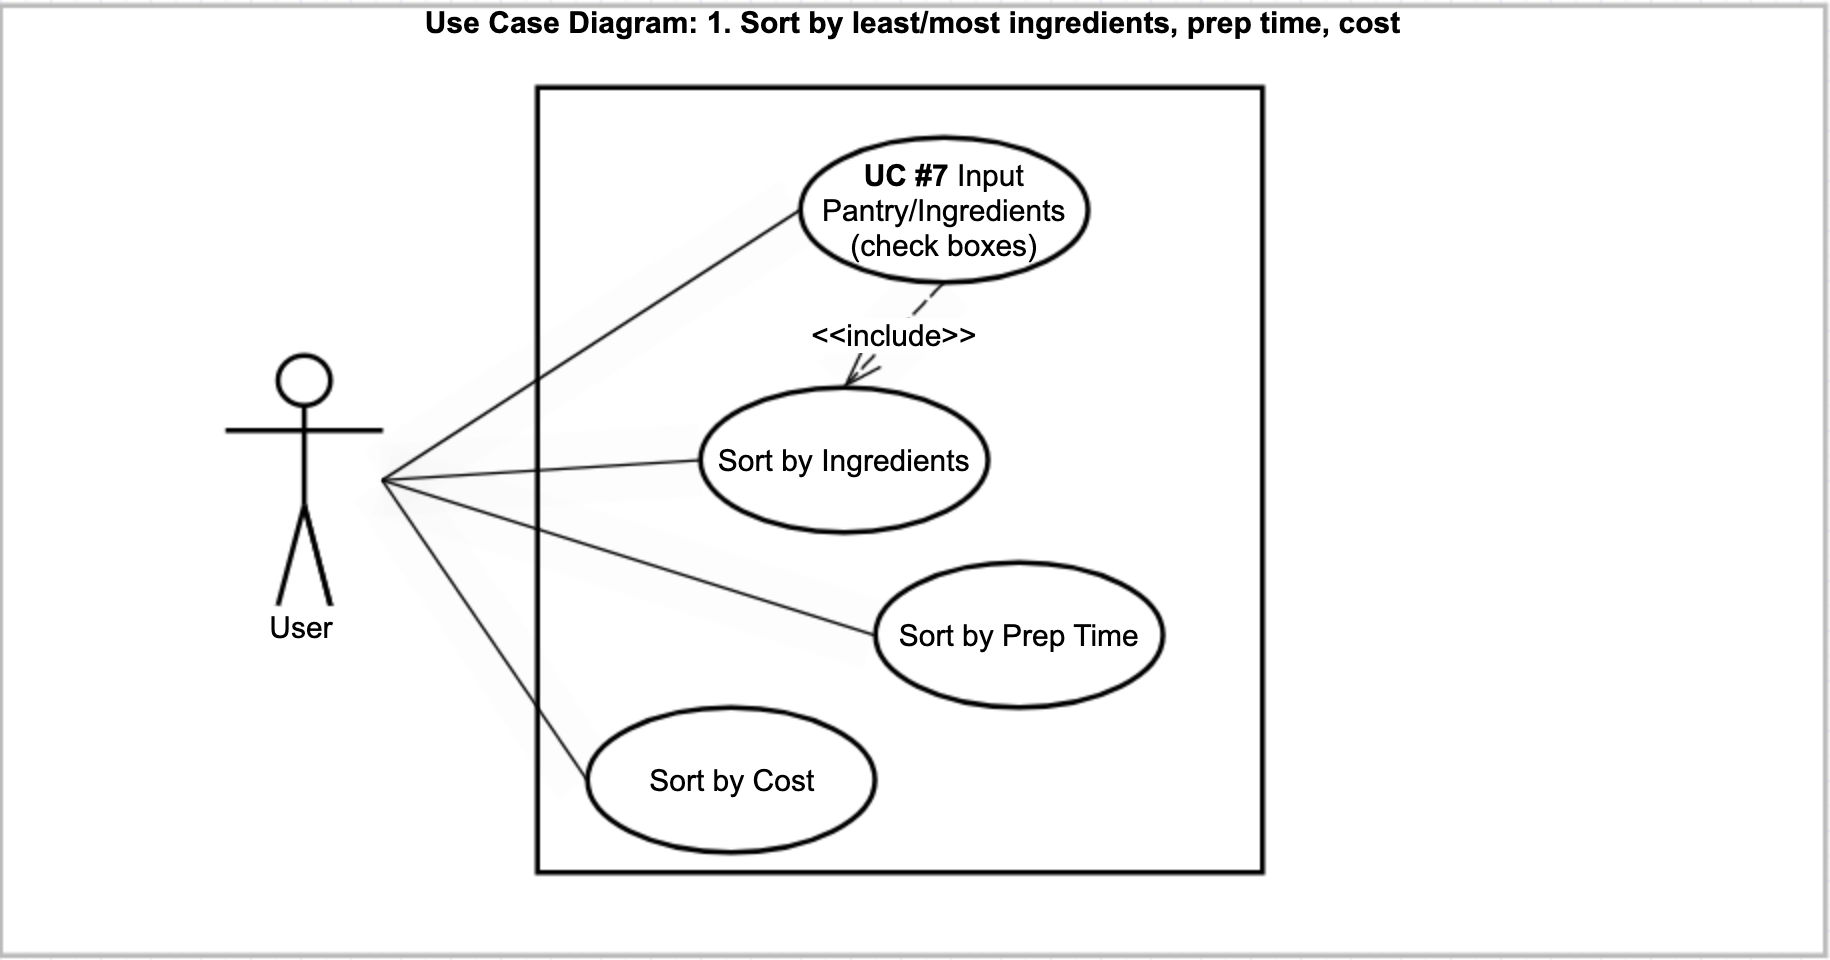 Use Case Diagram: 1. Sort by least/most ingredients, prep time, cost
UC #7 Input
Pantry/Ingredients
(check boxes)
<<include>>
Sort by Ingredients
User
Sort by Prep Time
Sort by Cost